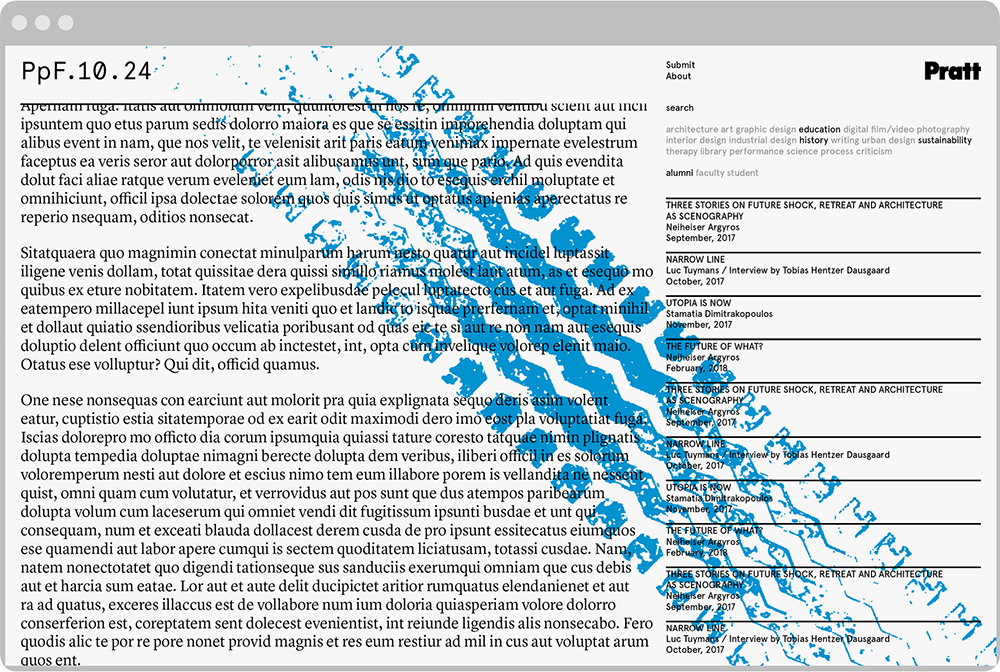 PpF.10.24
Apernam fuga. Itatis aut omnimolum vent, quuntorest ut hos re, omnimin ventibu scient aut incil
ipsuntem quo etus parum sedis dolorro maiora es que se essitin imporehendia doluptam qui
alibus event in nam, que nos velit, te velenisit arit paris eatum venimax impernate evelestrum
faceptus ea veris seror aut dolorporror asit alibusamus unt, sum que pario. Ad quis evendita
dolut faci aliae ratque verum eveleniet eum lam, odis nis dio to esequis erchil moluptate et
omnihiciunt, officil ipsa dolectae solorem quos quis simus ut optatus apienias aperectatus re
reperio nsequam, oditios nonsecat.
Sitatquaera quo magnimin conectat minulparum harum nesto quatur aut incidel luptassit
iligene venis dollam, totat quissitae dera quissi similло riamus molest laut atum, as et esequo mo
quibus ex eture nobitatem. Itatem vero expelibusdae pelecul luptatecto cus et aut fuga. Ad ex
eatempero millacepel iunt ipsum hita veniti quo et landic to isquae prerfernam et, optat minihil
et dollaut quiatio ssendioribus velicatia poribusant od quas eic te si aut re non nam aut esequis
doluptio delent officiunt quo occum ab inctestet, int, opta cum invelique volorep elenit maio.
Otatus ese volluptur? Qui dit, officid quamus.
One nese nonsequas con earciunt aut molorit pra quia explignata sequo deris asim volent
eatur, cuptistio estia sitatemporae od ex earit odit maximodi dero imo eost pla voluptatiat fuga.
Iscias dolorepro mo officto dia corum ipsumquia quiassi tature coresto tatquae nimin plignatis
dolupta tempedia doluptae nimagni berecte dolupta dem veribus, iliberi officil in es solorum
voloremperum nesti aut dolore et escius nimo tem eum illabore porem is vellandita ne nessent
quist, omni quam cum volutatur, et verrovidus aut pos sunt que dus atempos paribearum
dolupta volum cum laceserum qui omniet vendi dit fugitissum ipsunti busdae et unt qui
consequam, num et exceati blauda dollacest derem cusda de pro ipsunt essitecatus eiumquos
ese quamendi aut labor apere cumqui is sectem quoditatem liciatusam, totassi cusdae. Nam,
natem nonectotatet quo digendi tationseque sus sanduciis excumqui omniam que cus debis
aut et haritia sum eatae. Lor aut et aute delit ducipictet aritior rumquatus elendanienet et aut
ra ad quatus, exceres illaccus est de vollabore num ium doloria quiasperiam volore dolorro
conserferion est, coreptatem sent dolecest evenientist, int reiunde ligendis alis nonsecabo. Fero
quodis alic te por re pore nonet provid magnis et res eum restiur ad mil in cus aut voluptat arum
quos ent.
Submit
About
Pratt
search
architecture art graphic design education digital film/video photography
interior design industrial design history writing urban design sustainability
therapy library performance science process criticism
alumni faculty student
THREE STORIES ON FUTURE SHOCK, RETREAT AND ARCHITECTURE
AS SCENOGRAPHY
Neiheiser Argyros
September, 2017
NARROW LINE
Luc Tuymans / Interview by Tobias Hentzer Dausgaard
October, 2017
UTOPIA IS NOW
Stamatia Dimitrakopoulos
November, 2017
THE FUTURE OF WHAT?
Neiheiser Argyros
February, 2018
THREE STORIES ON FUTURE SHOCK, RETREAT AND ARCHITECTURE
AS SCENOGRAPHY
Neiheiser Argyros
September, 2017
NARROW LINE
Luc Tuymans / Interview by Tobias Hentzer Dausgaard
October, 2017
UTOPIA IS NOW
Stamatia Dimitrakopoulos
November, 2017
THE FUTURE OF WHAT?
Neiheiser Argyros
February, 2018
THREE STORIES ON FUTURE SHOCK, RETREAT AND ARCHITECTURE
AS SCENOGRAPHY
Neiheiser Argyros
September, 2017
NARROW LINE
Luc Tuymans / Interview by Tobias Hentzer Dausgaard
October, 2017